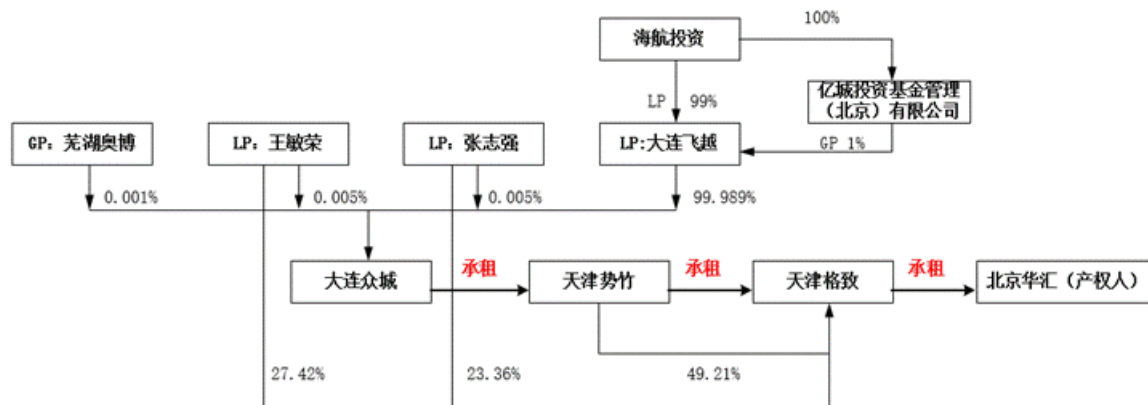 100%
海航投资
LP 99%
亿城投资基金管理
（北京）有限公司
GP：芜湖奥博
LP：王敏荣
LP：张志强
LP:大连飞越
GP 1%
0.001%
0.005%
0.005%
99.989%
大连众城
承租
天津势竹
承租
天津格致
承租
北京华汇（产权人）
27.42%
23.36%
49.21%